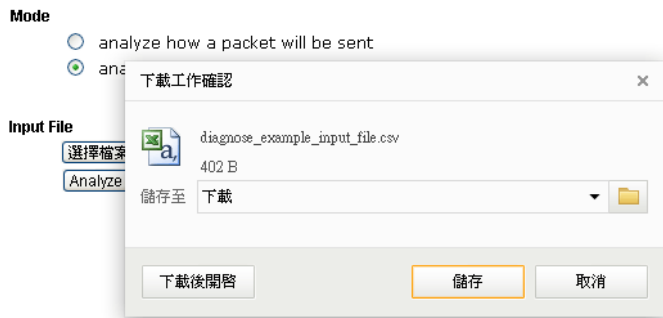 Mode
analyze how a packet will be sent
ana
下載工作確認
Input File
diagnose_example_input_file.csv
選擇檔案
402 B
Analyze
儲存至 下載
下載後開啓 儲存 取消